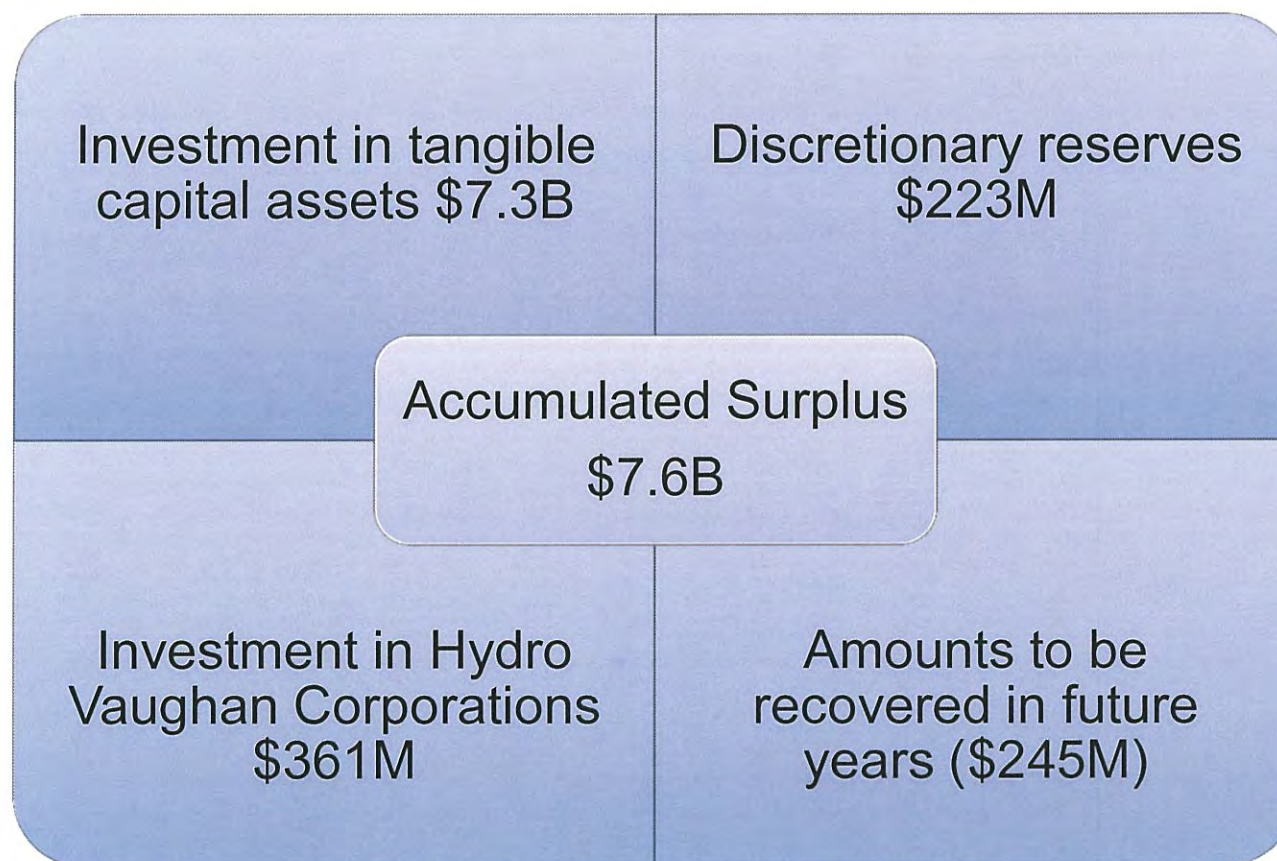 Investment in tangible
capital assets $7.3B
Discretionary reserves
$223M
Accumulated Surplus
$7.6B
Investment in Hydro
Vaughan Corporations
$361M
Amounts to be
recovered in future
years ($245M)